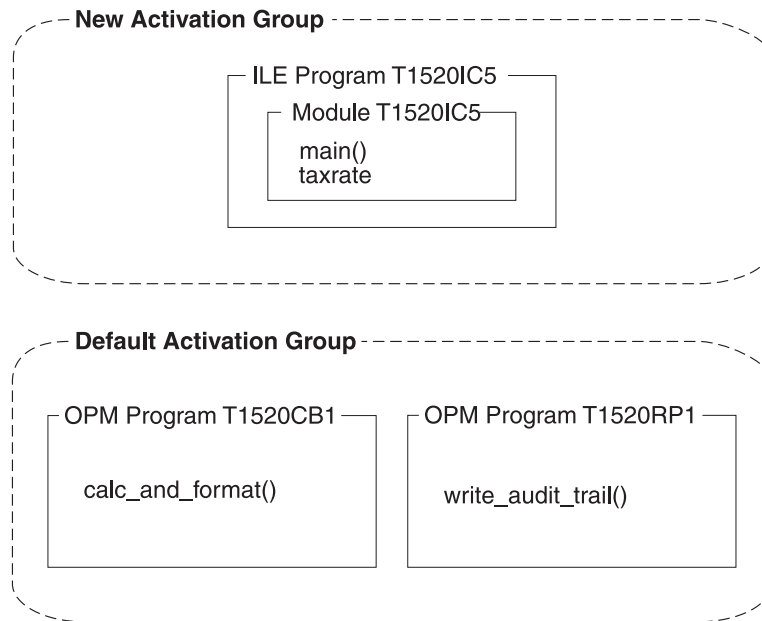 New Activation Group
ILE Program T1520IC5
Module T1520IC5
main()
taxrate
Default Activation Group
OPM Program T1520CB1
OPM Program T1520RP1
calc_and_format()
write_audit_trail()